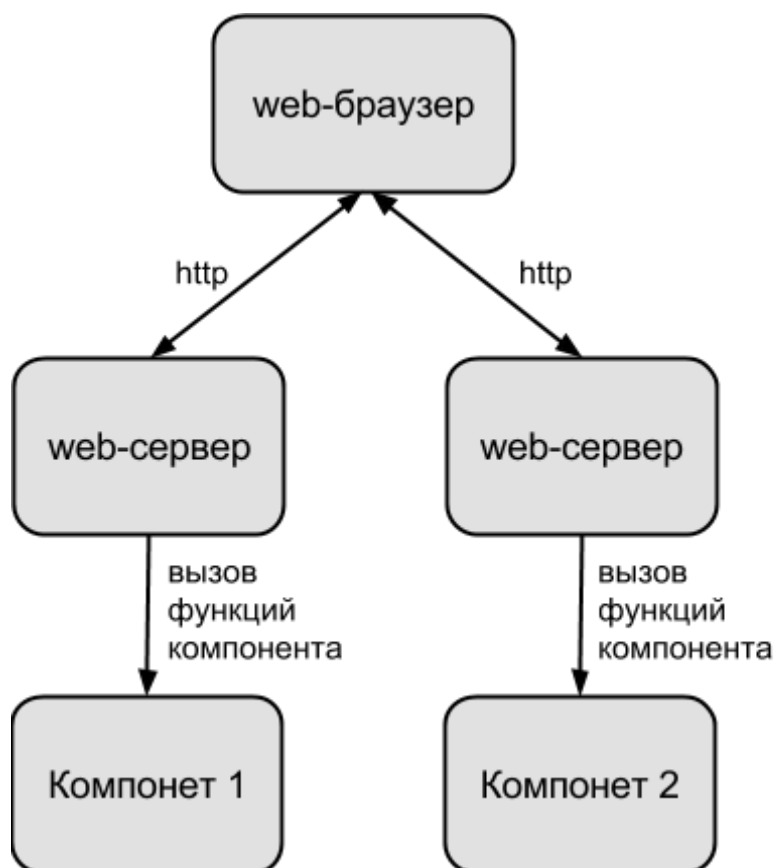 web-браузер
http
http
web-сервер
web-сервер
вызов
функций
компонента
вызов
функций
компонента
Компонет 1
Компонет 2